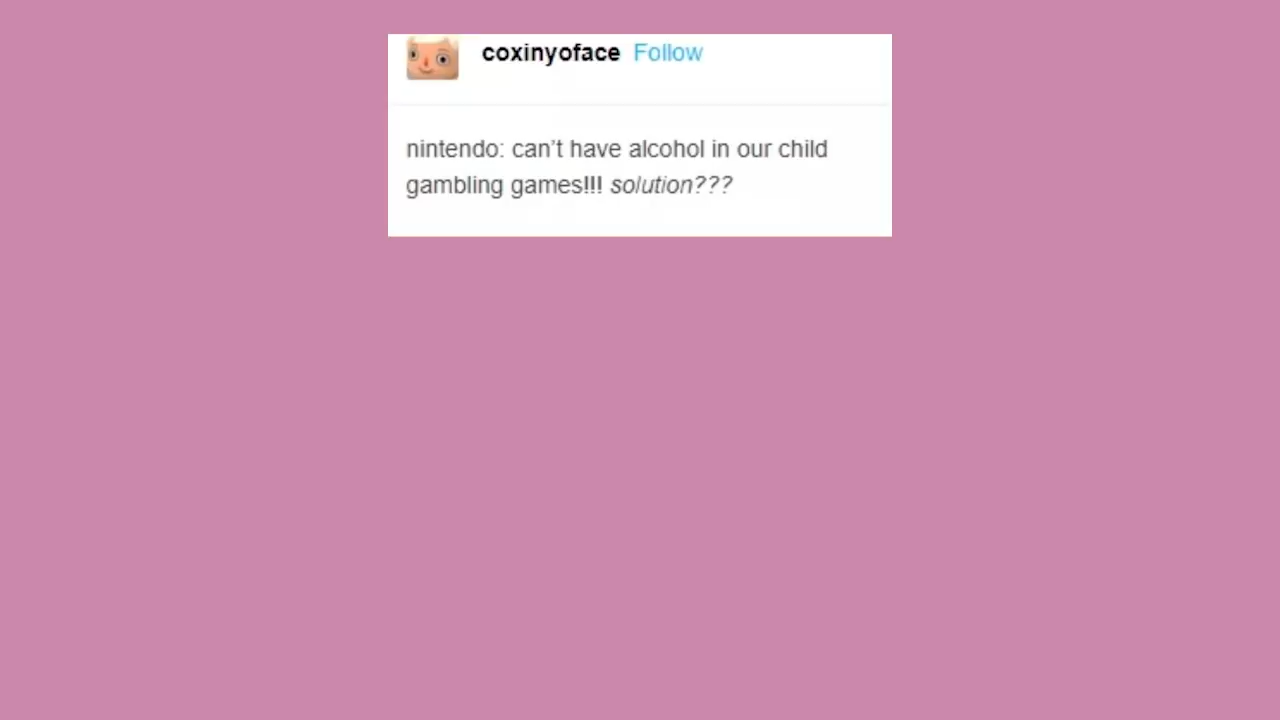 coxinyoface Follow
nintendo: can't have alcohol in our child
gambling games!!! solution???